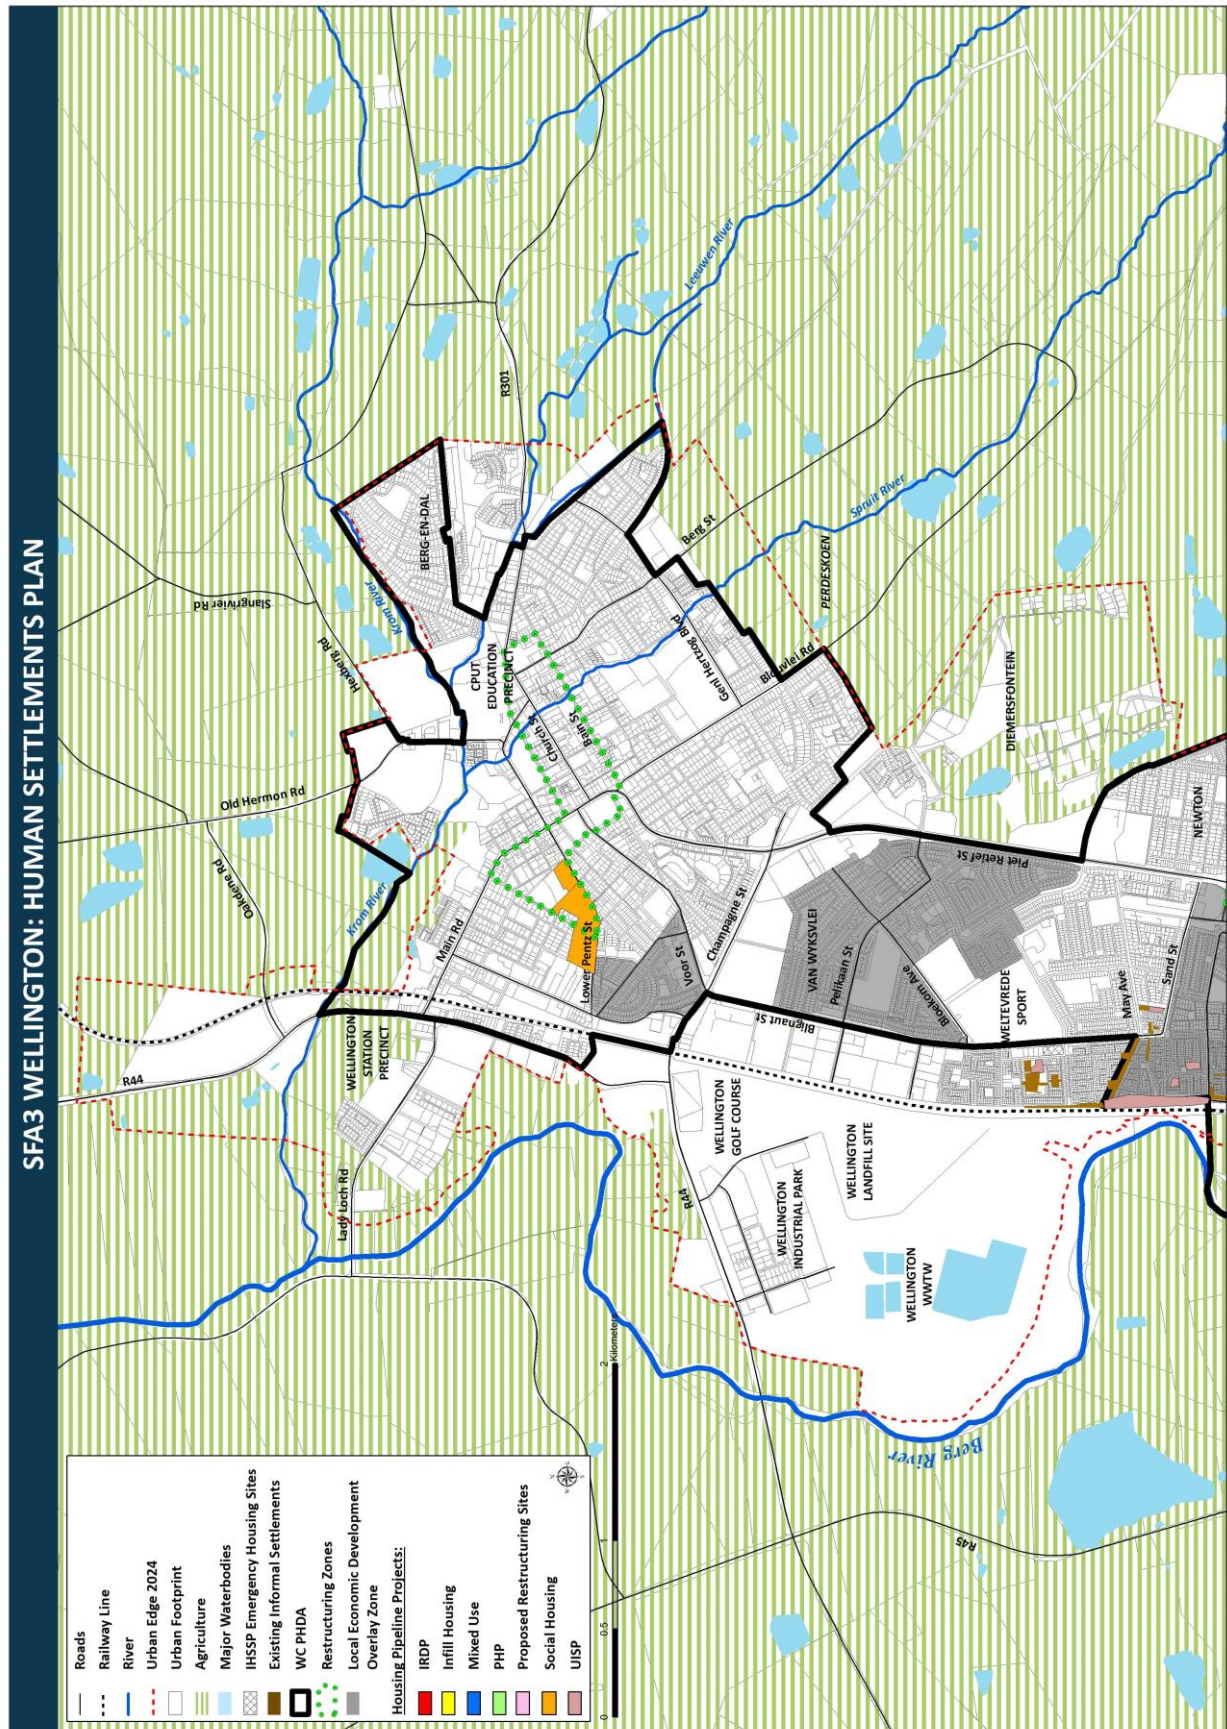 SFA3 WELLINGTON: HUMAN SETTLEMENTS PLAN
Roads
Railway Line
River
Urban Edge 2024
Urban Footprint
Agriculture
Major Waterbodies
IHSSP Emergency Housing Sites
Existing Informal Settlements
WC PHDA
Restructuring Zones
Local Economic Development
Overlay Zone
Housing Pipeline Projects:
IRDP
Infill Housing
Mixed Use
PHP
Proposed Restructuring Sites
Social Housing
UISP
0
0.5
1
2
Kilometers
R44
Oakdene Rd
Old Hermon Rd
Hexberg Rd
Slangrivier Rd
Krom River
Krom River
BERG-EN-DAL
R301
Leeuwen River
Lady Loch Rd
WELLINGTON
STATION
PRECINCT
Main Rd
CPUT
EDUCATION
PRECINCT
Church St
Bain St
Lower Pentz St
Genl Hertzog Blvd
Berg St
Spruit River
Blouvlei Rd
PERDESKOEN
Voor St
Champagne St
R44
WELLINGTON
GOLF COURSE
WELLINGTON
INDUSTRIAL PARK
WELLINGTON
LANDFILL SITE
WELLINGTON
WWTW
Blignaut St
VAN WYKSVLEI
Pelikaan St
Broekom Ave
Piet Retief St
WELTEVREDE
SPORT
DIEMERSFONTEIN
NEWTON
May Ave
Sand St
Berg River
R45